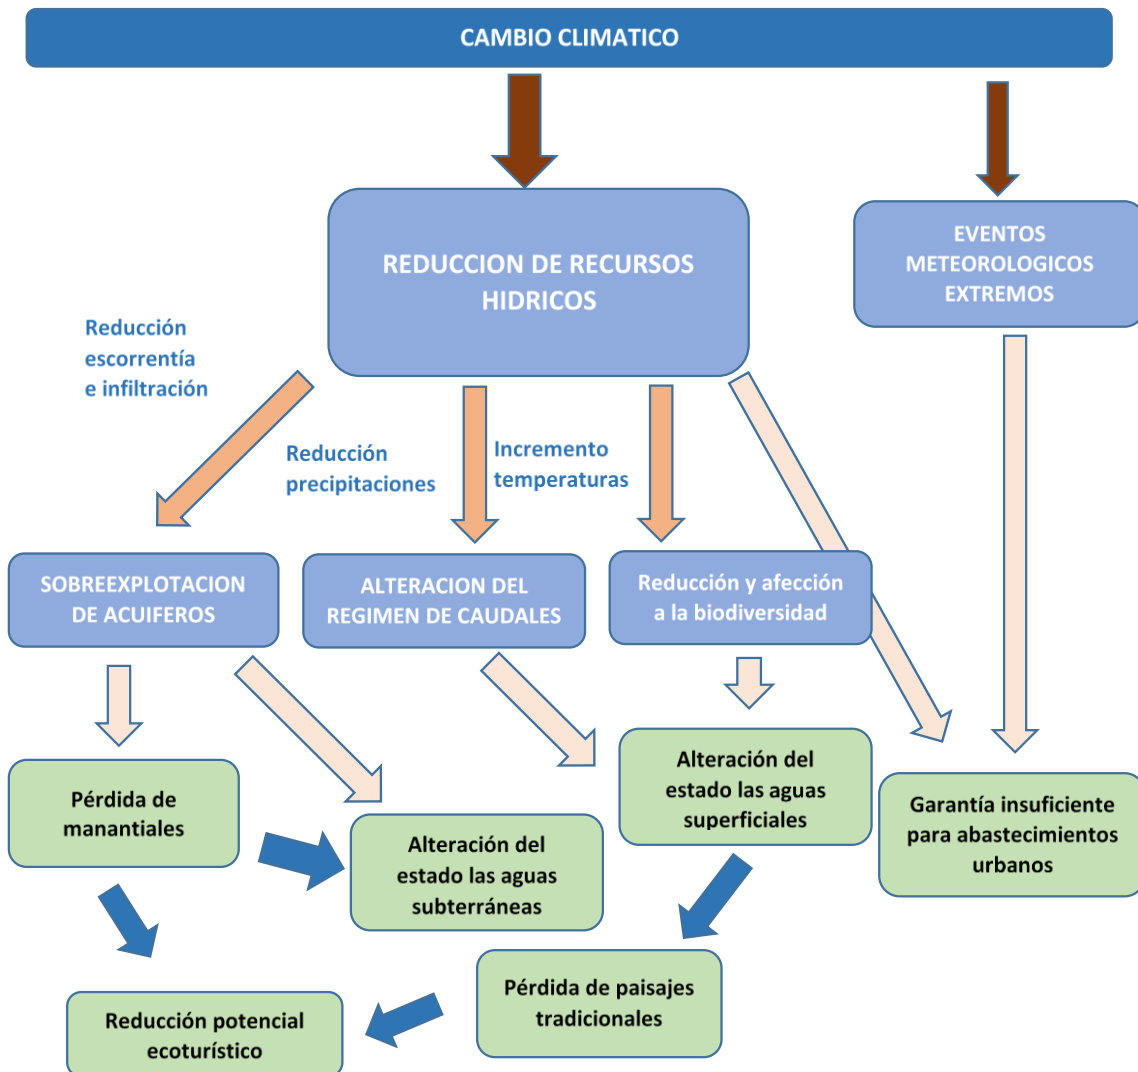 CAMBIO CLIMATICO
REDUCCION DE RECURSOS
HIDRICOS
EVENTOS
METEOROLOGICOS
EXTREMOS
Reducción
escorrentía
e infiltración
Reducción
precipitaciones
Incremento
temperaturas
SOBREEXPLOTACION
DE ACUIFEROS
ALTERACION DEL
REGIMEN DE CAUDALES
Reducción y afección
a la biodiversidad
Pérdida de
manantiales
Alteración del
estado las aguas
subterráneas
Alteración del
estado las aguas
superficiales
Garantía insuficiente
para abastecimientos
urbanos
Reducción potencial
ecoturístico
Pérdida de paisajes
tradicionales